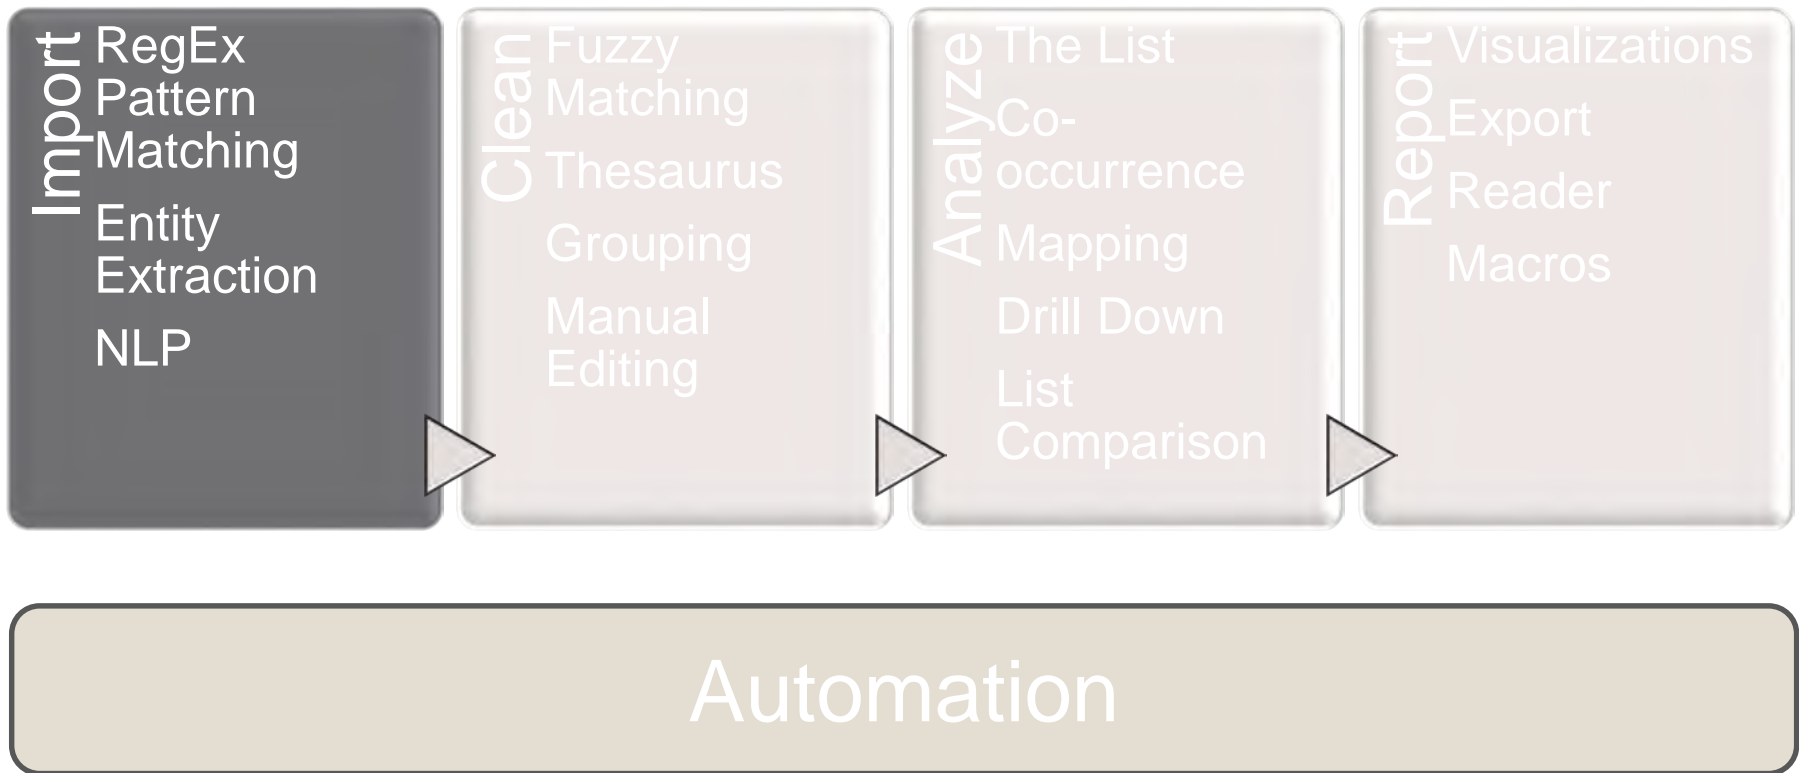 Import
RegEx
Pattern
Matching
Entity
Extraction
NLP
Clean
Fuzzy
Matching
Thesaurus
Grouping
Manual
Editing
Analyze
The List
Co-
occurrence
Mapping
Drill Down
List
Comparison
Report
Visualizations
Export
Reader
Macros
Automation